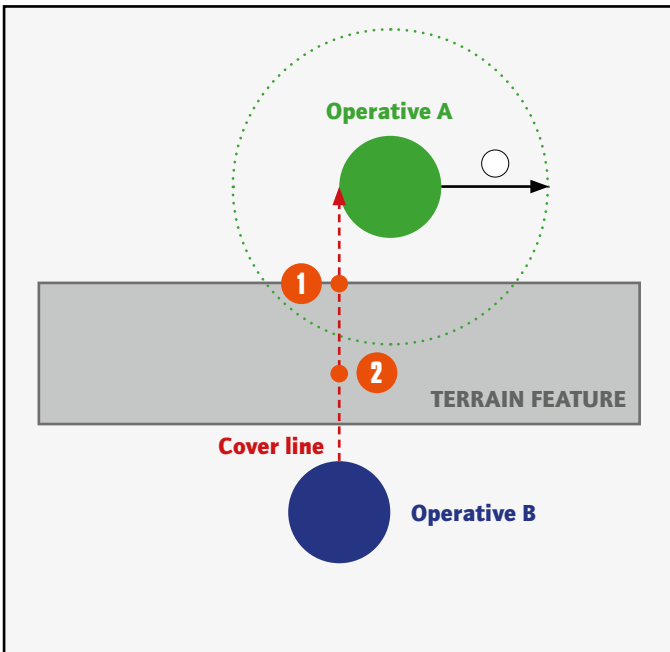 Operative A
1
2
TERRAIN FEATURE
Cover line
Operative B